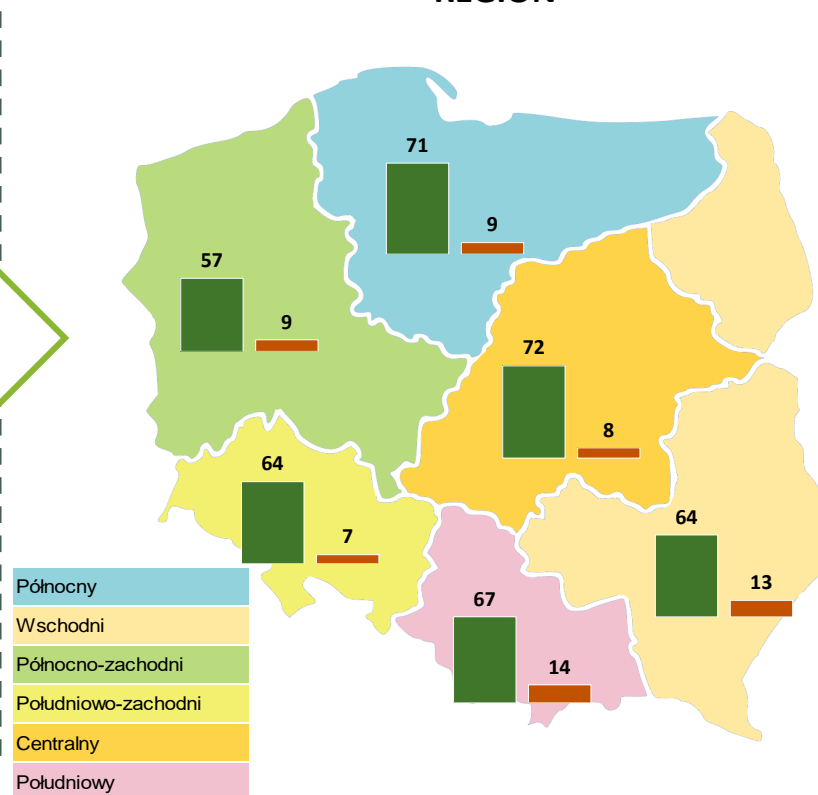 REGION
71
9
57
9
72
8
64
7
64
13
67
14
Północny
Wschodni
Północno-zachodni
Południowo-zachodni
Centralny
Południowy